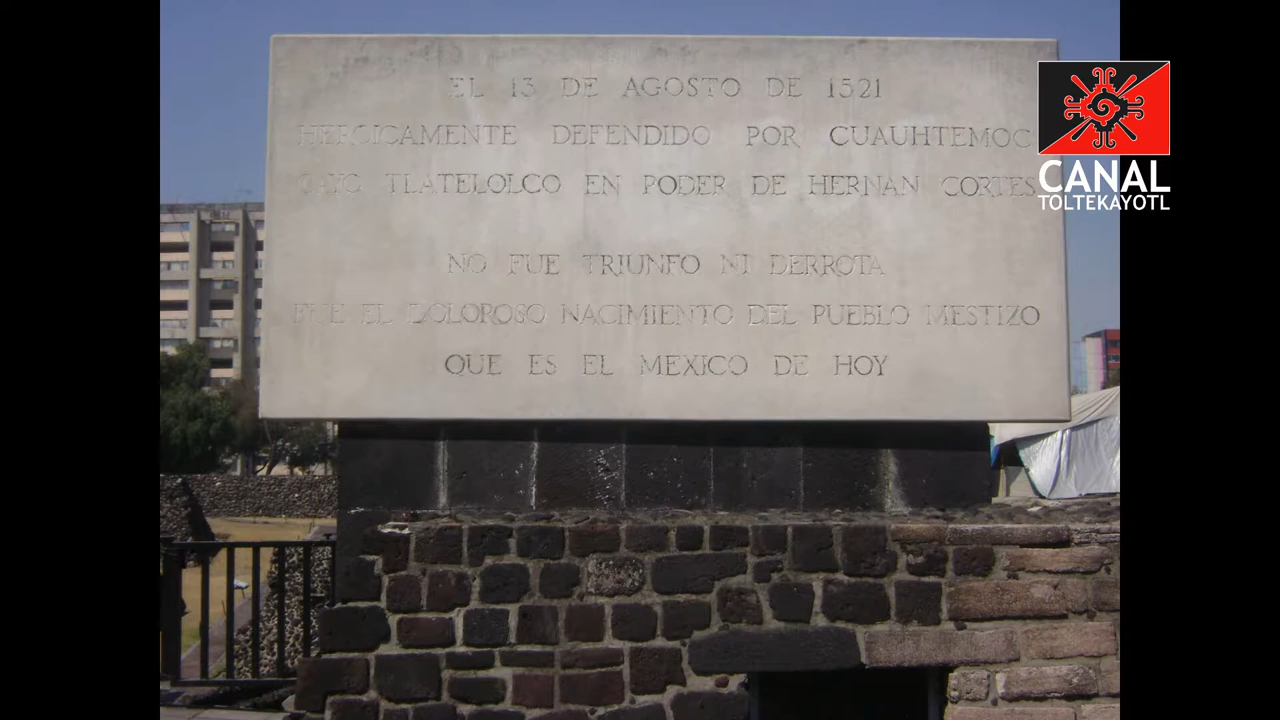 EL 13 DE AGOSTO DE 1521
HEROICAMENTE DEFENDIDO POR CUAUHTEMOC
CAYO TLATELOLCO EN PODER DE HERNAN CORTES
NO FUE TRIUNFO NI DERROTA
FUE EL DOLOROSO NACIMIENTO DEL PUEBLO MESTIZO
QUE ES EL MEXICO DE HOY
CANAL
TOLTEKAYOTL